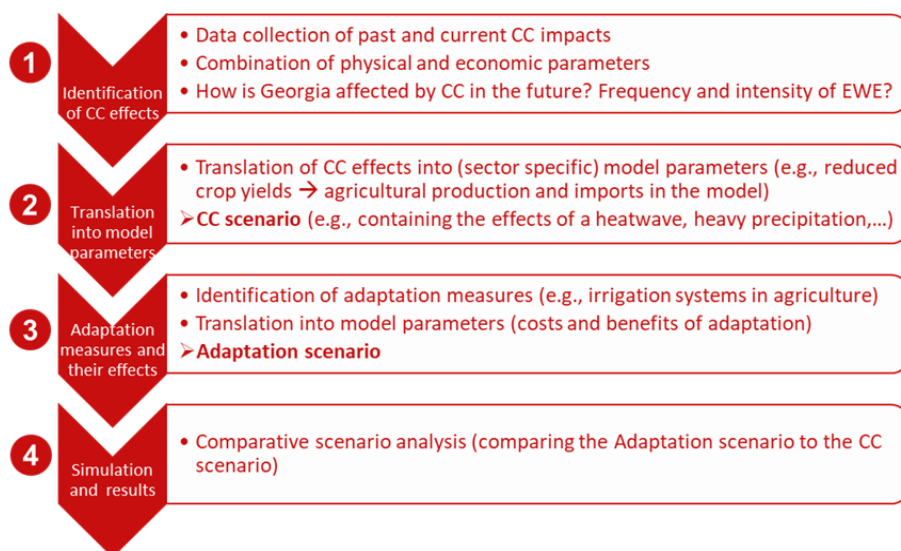 1
Identification
of CC effects
• Data collection of past and current CC impacts
• Combination of physical and economic parameters
• How is Georgia affected by CC in the future? Frequency and intensity of EWE?
2
Translation
into model
parameters
• Translation of CC effects into (sector specific) model parameters (e.g., reduced
crop yields → agricultural production and imports in the model)
➢CC scenario (e.g., containing the effects of a heatwave, heavy precipitation,...)
3
Adaptation
measures and
their effects
• Identification of adaptation measures (e.g., irrigation systems in agriculture)
• Translation into model parameters (costs and benefits of adaptation)
➢Adaptation scenario
4
Simulation
and results
• Comparative scenario analysis (comparing the Adaptation scenario to the CC
scenario)